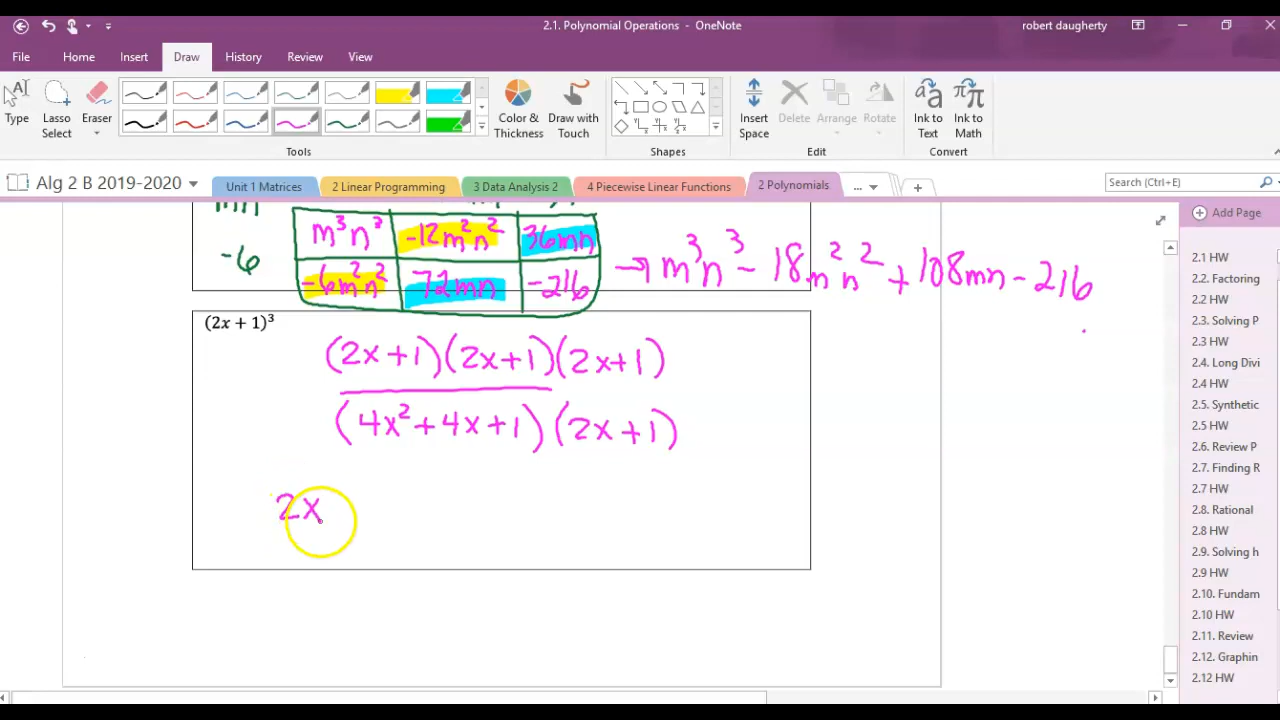 2.1. Polynomial Operations - OneNote
robert daugherty
File Home Insert Draw History Review View
Type
Lasso Select
Eraser
Color & Thickness
Draw with Touch
Insert Space
Delete
Arrange
Rotate
Ink to Text
Ink to Math
Tools
Shapes
Edit
Convert
Alg 2 B 2019-2020
Unit 1 Matrices
2 Linear Programming
3 Data Analysis 2
4 Piecewise Linear Functions
2 Polynomials
...
Search (Ctrl+E)
Add Page
mn m³n³ -12m²n² 36mn
-6 -6m²n² 72mn -216
→ m³n³ - 18m²n² + 108mn - 216
(2x + 1)³
(2x+1)(2x+1)(2x+1)
(4x²+4x+1)(2x+1)
2x
2.1 HW
2.2. Factoring
2.2 HW
2.3. Solving P
2.3 HW
2.4. Long Divi
2.4 HW
2.5. Synthetic
2.5 HW
2.6. Review P
2.7. Finding R
2.7 HW
2.8. Rational
2.8 HW
2.9. Solving h
2.9 HW
2.10. Fundam
2.10 HW
2.11. Review
2.12. Graphin
2.12 HW